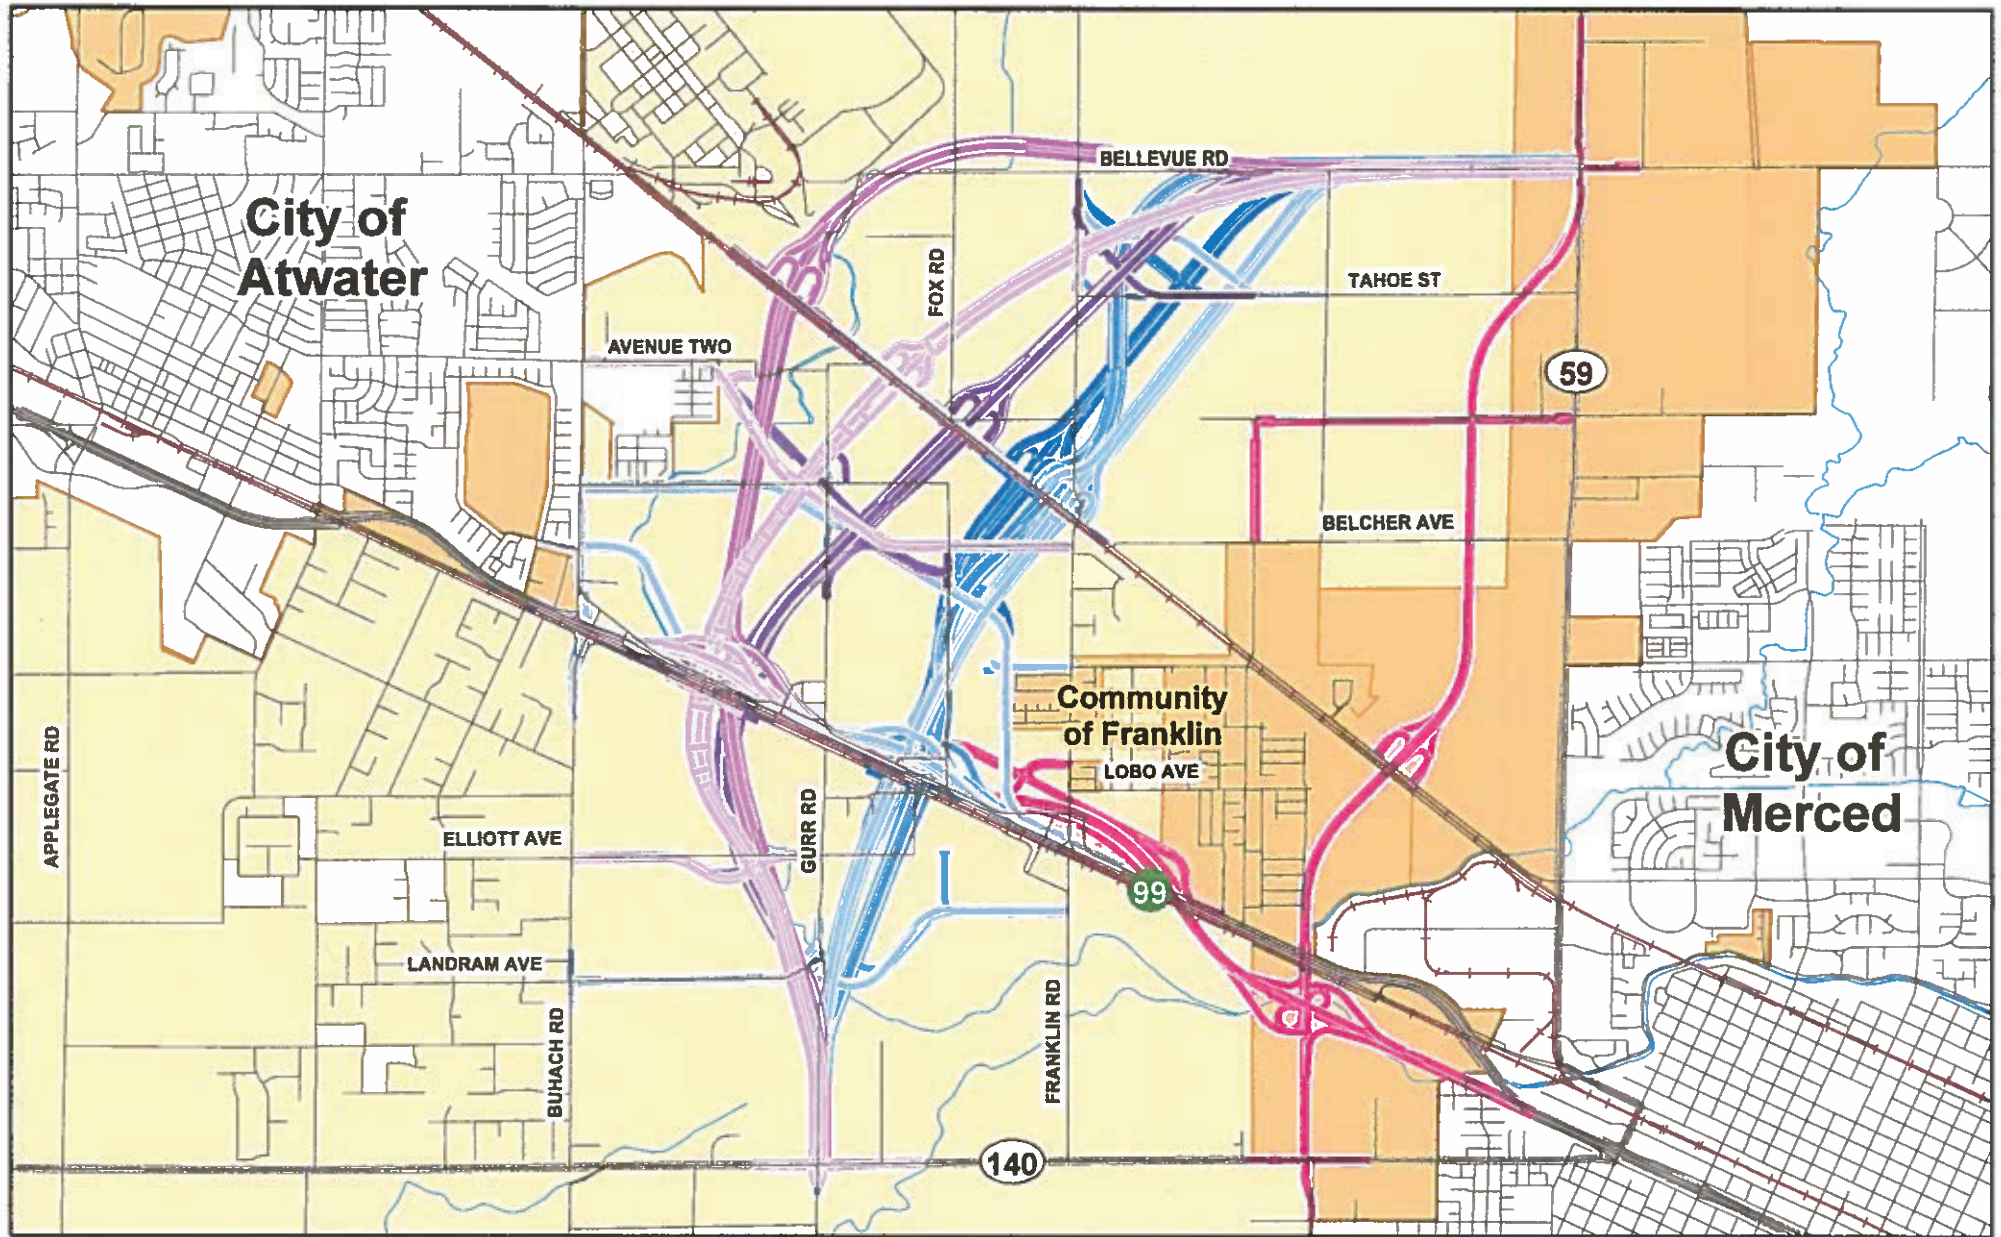 BELLEVUE RD
City of
Atwater
FOX RD
TAHOE ST
AVENUE TWO
59
BELCHER AVE
Community
of Franklin
City of
Merced
APPLEGATE RD
LOBO AVE
ELLIOTT AVE
GURR RD
99
LANDRAM AVE
BUHACH RD
FRANKLIN RD
140